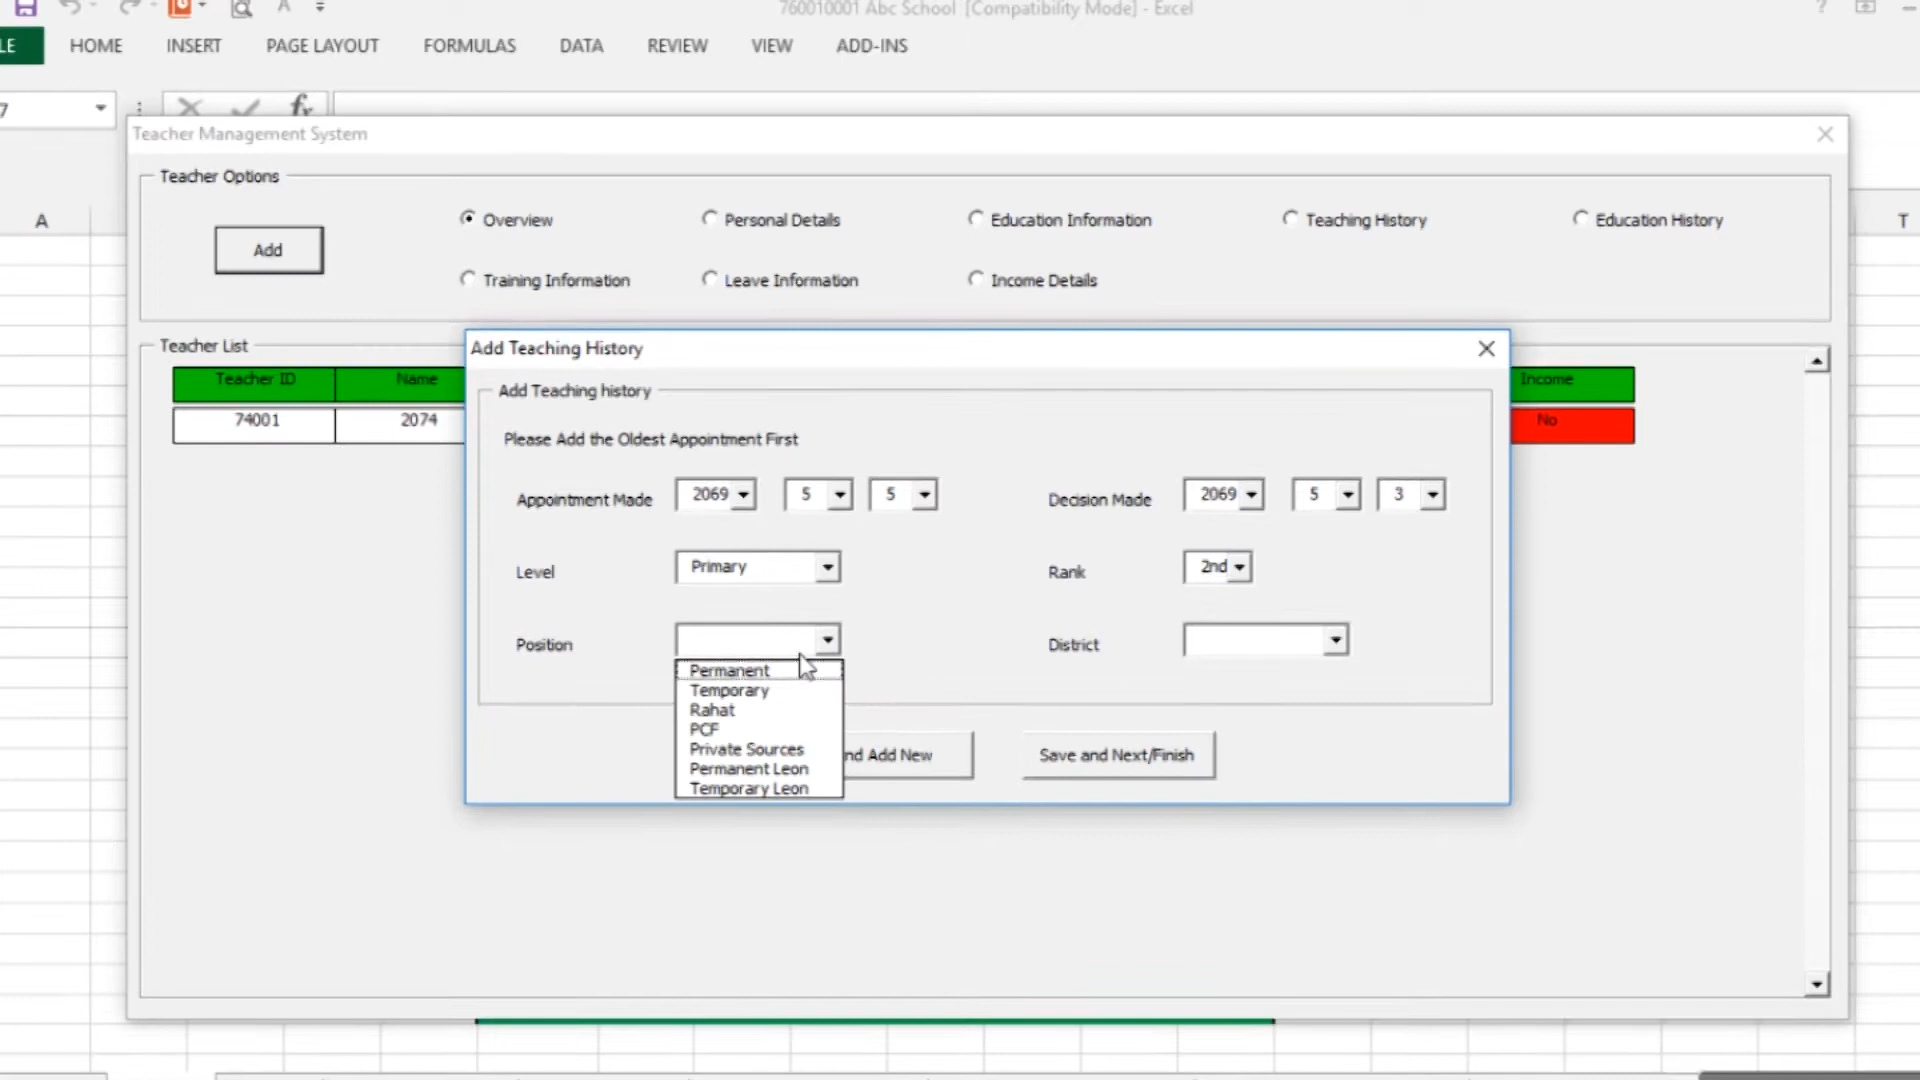 760010001 Abc School [Compatibility Mode] - Excel
HOME INSERT PAGE LAYOUT FORMULAS DATA REVIEW VIEW ADD-INS
Teacher Management System
Teacher Options
Add
Overview Personal Details Education Information Teaching History Education History
Training Information Leave Information Income Details
A T
Teacher List
Teacher ID Name Income
74001 2074 No
Add Teaching History
Add Teaching history
Please Add the Oldest Appointment First
Appointment Made 2069 5 5 Decision Made 2069 5 3
Level Primary Rank 2nd
Position District
Permanent
Temporary
Rahat
PCF
Private Sources
Permanent Leon
Temporary Leon
Add New Save and Next/Finish